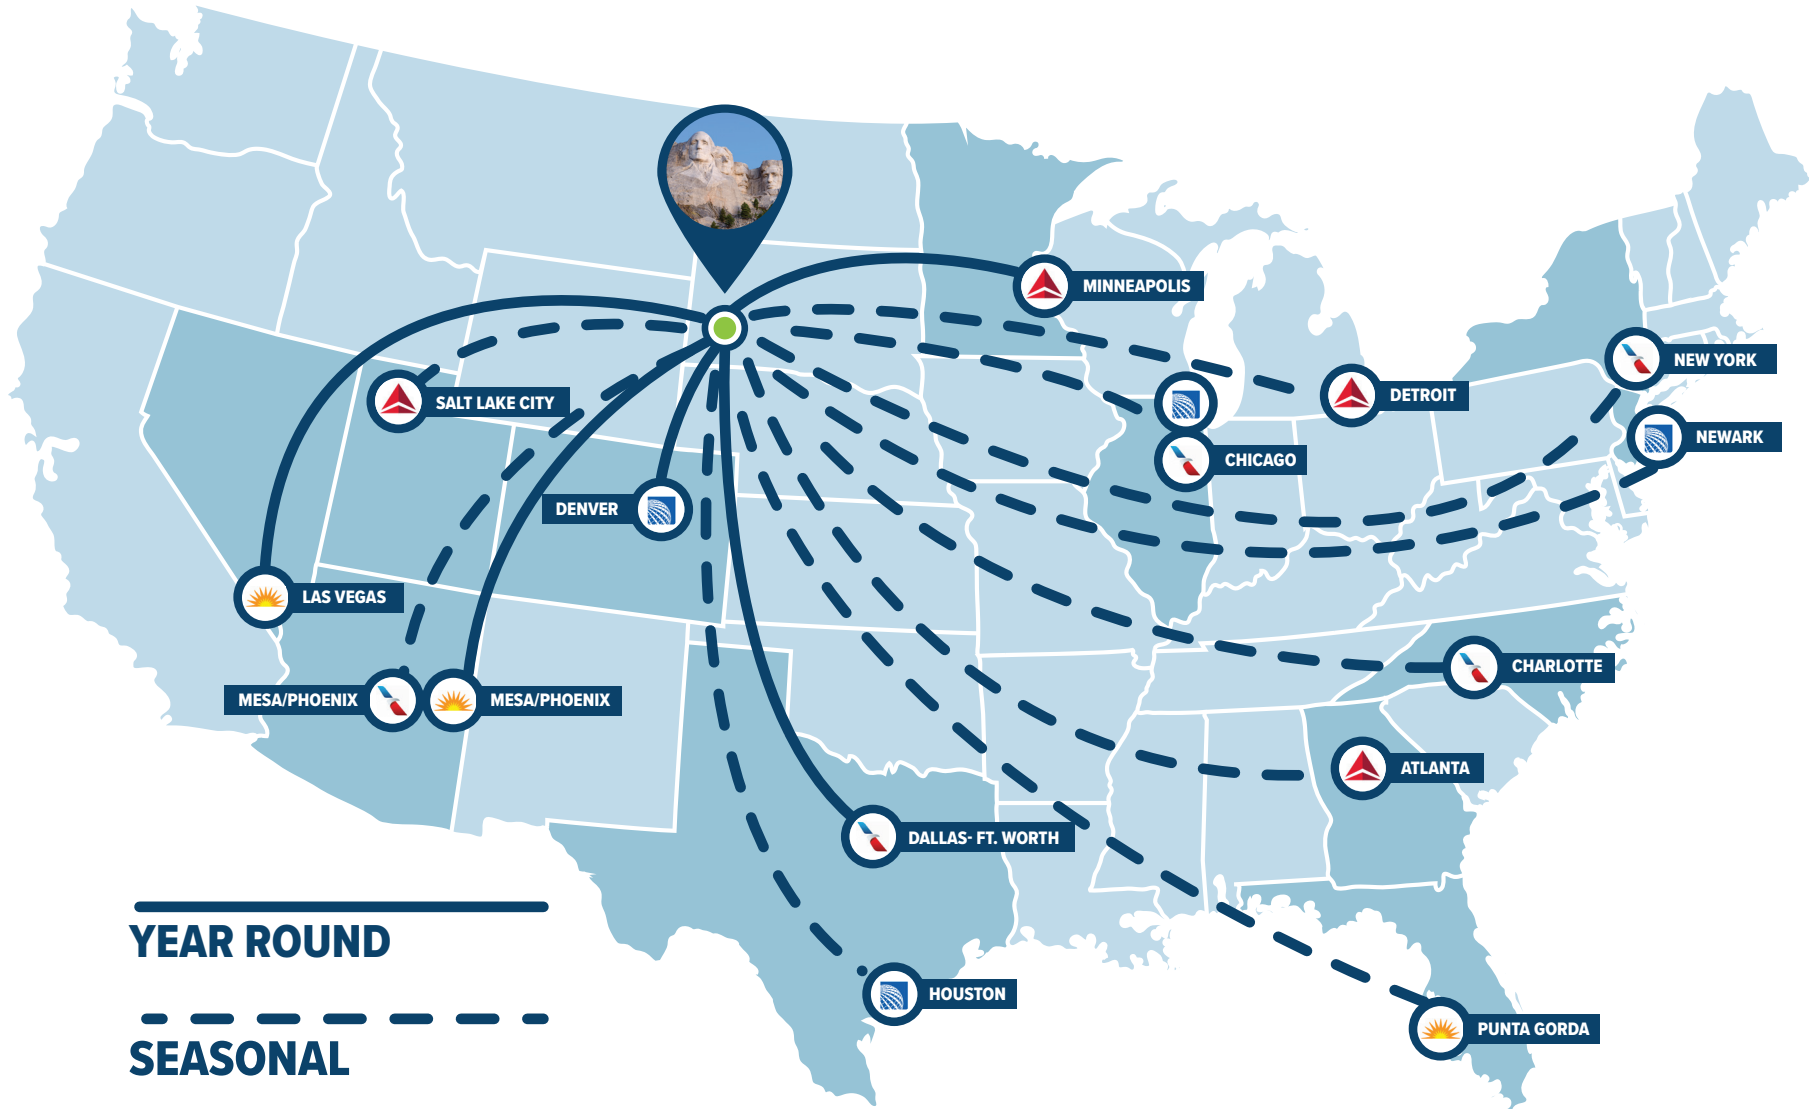 MINNEAPOLIS
NEW YORK
DETROIT
SALT LAKE CITY
NEWARK
CHICAGO
DENVER
LAS VEGAS
CHARLOTTE
MESA/PHOENIX
MESA/PHOENIX
ATLANTA
DALLAS- FT. WORTH
YEAR ROUND
HOUSTON
PUNTA GORDA
SEASONAL